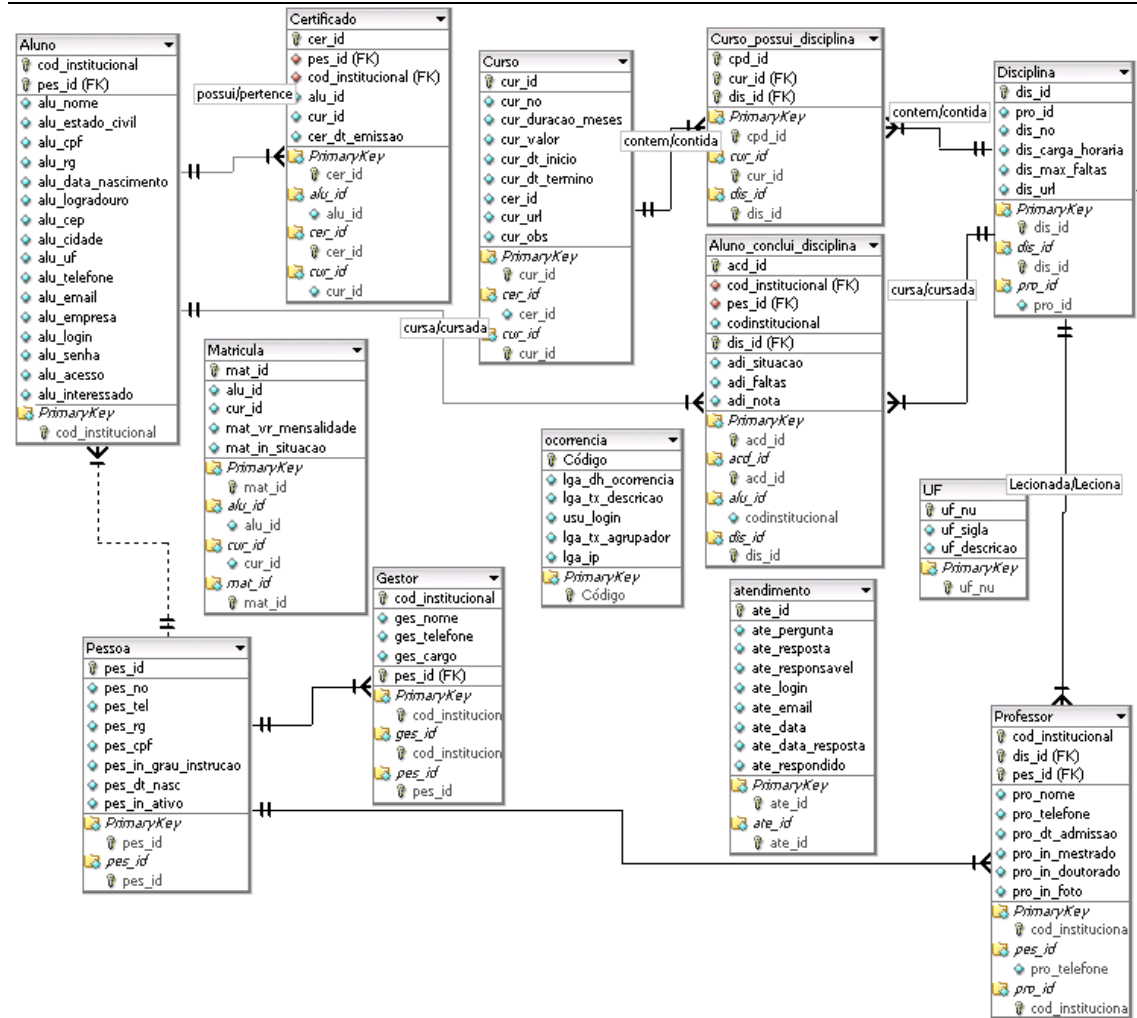 Aluno
cod_institucional
pes_id (FK)
alu_nome
alu_estado_civil
alu_cpf
alu_rg
alu_data_nascimento
alu_logradouro
alu_cep
alu_cidade
alu_uf
alu_telefone
alu_email
alu_empresa
alu_login
alu_senha
alu_acesso
alu_interessado
PrimaryKey
cod_institucional
possui/pertence
Certificado
cer_id
pes_id (FK)
cod_institucional (FK)
alu_id
cur_id
cer_dt_emissao
PrimaryKey
cer_id
alu_id
alu_id
cer_id
cer_id
cur_id
cur_id
Curso
cur_id
cur_no
cur_duracao_meses
cur_valor
cur_dt_inicio
cur_dt_termino
cer_id
cur_url
cur_obs
PrimaryKey
cur_id
cer_id
cer_id
cur_id
cur_id
contem/contida
Curso_possui_disciplina
cpd_id
cur_id (FK)
dis_id (FK)
PrimaryKey
cpd_id
cur_id
cur_id
dis_id
dis_id
contem/contida
Disciplina
dis_id
pro_id
dis_no
dis_carga_horaria
dis_max_faltas
dis_url
PrimaryKey
dis_id
dis_id
dis_id
pro_id
pro_id
cursa/cursada
Aluno_conclui_disciplina
acd_id
cod_institucional (FK)
pes_id (FK)
codinstitucional
dis_id (FK)
adi_situacao
adi_faltas
adi_nota
PrimaryKey
acd_id
acd_id
acd_id
alu_id
codinstitucional
dis_id
dis_id
cursa/cursada
Matricula
mat_id
alu_id
cur_id
mat_vr_mensalidade
mat_in_situacao
PrimaryKey
mat_id
alu_id
alu_id
cur_id
cur_id
mat_id
mat_id
ocorrencia
Código
lga_dh_ocorrencia
lga_tx_descricao
usu_login
lga_tx_agrupador
lga_ip
PrimaryKey
Código
Lecionada/Leciona
UF
uf_nu
uf_sigla
uf_descricao
PrimaryKey
uf_nu
Gestor
cod_institucional
ges_nome
ges_telefone
ges_cargo
pes_id (FK)
PrimaryKey
cod_institucion
ges_id
cod_institucion
pes_id
pes_id
atendimento
ate_id
ate_pergunta
ate_resposta
ate_responsavel
ate_login
ate_email
ate_data
ate_data_resposta
ate_respondido
PrimaryKey
ate_id
ate_id
ate_id
Pessoa
pes_id
pes_no
pes_tel
pes_rg
pes_cpf
pes_in_grau_instrucao
pes_dt_nasc
pes_in_ativo
PrimaryKey
pes_id
pes_id
pes_id
Professor
cod_institucional
dis_id (FK)
pes_id (FK)
pro_nome
pro_telefone
pro_dt_admissao
pro_in_mestrado
pro_in_doutorado
pro_in_foto
PrimaryKey
cod_instituciona
pes_id
pro_telefone
pro_id
cod_instituciona